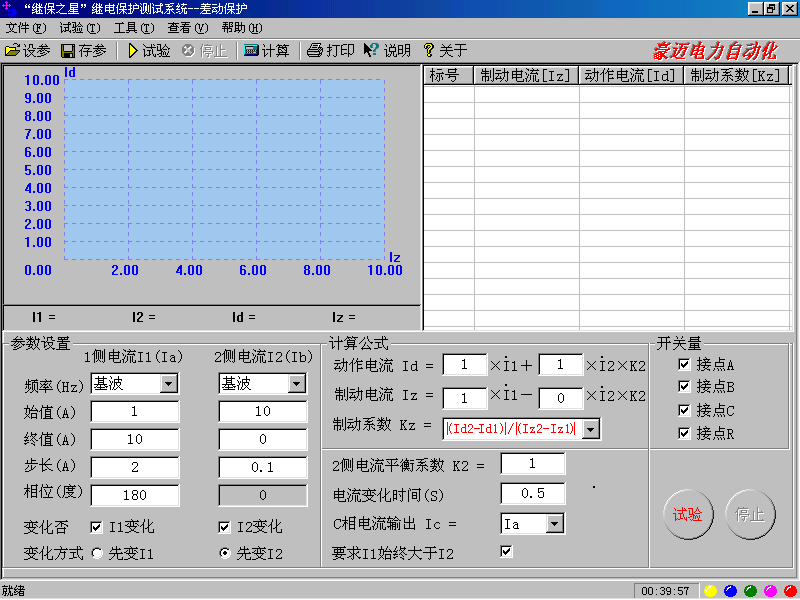 “继保之星”继电保护测试系统--差动保护
文件(F) 试验(T) 工具(T) 查看(V) 帮助(H)
设参 存参 试验 停止 计算 打印 说明 关于 豪迈电力自动化
Id
10.00
9.00
8.00
7.00
6.00
5.00
4.00
3.00
2.00
1.00
0.00 2.00 4.00 6.00 8.00 10.00
Iz
I1 = I2 = Id = Iz =
标号 制动电流[Iz] 动作电流[Id] 制动系数[Kz]
参数设置
1侧电流I1(Ia) 2侧电流I2(Ib)
频率(Hz) 基波 基波
始值(A) 1 10
终值(A) 10 0
步长(A) 2 0.1
相位(度) 180 0
变化否 I1变化 I2变化
变化方式 先变I1 先变I2
计算公式
动作电流 Id = 1 ×İ1+ 1 ×İ2×K2
制动电流 Iz = 1 ×İ1- 0 ×İ2×K2
制动系数 Kz = |(Id2-Id1)|/|(Iz2-Iz1)|
2侧电流平衡系数 K2 = 1
电流变化时间(S) 0.5
C相电流输出 Ic = Ia
要求I1始终大于I2
开关量
接点A
接点B
接点C
接点R
试验 停止
就绪 00:39:57